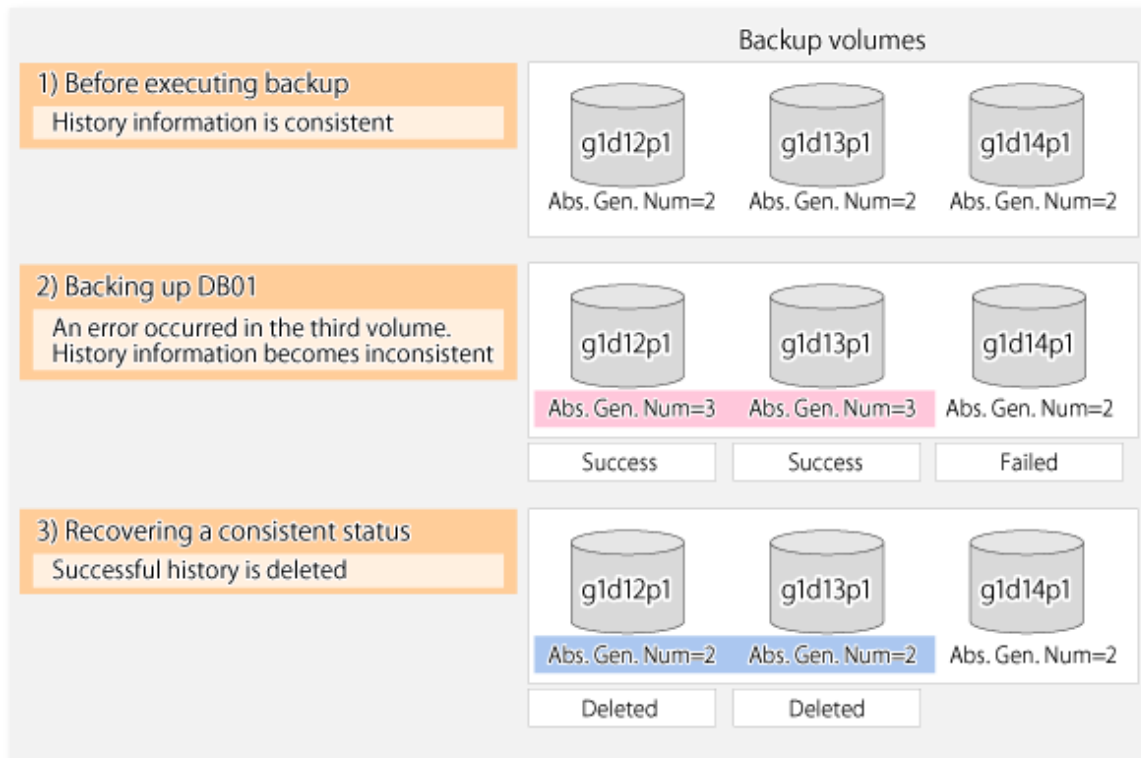 Backup volumes
1) Before executing backup
History information is consistent
g1d12p1
g1d13p1
g1d14p1
Abs. Gen. Num=2
Abs. Gen. Num=2
Abs. Gen. Num=2
2) Backing up DB01
An error occurred in the third volume.
History information becomes inconsistent
g1d12p1
g1d13p1
g1d14p1
Abs. Gen. Num=3
Abs. Gen. Num=3
Abs. Gen. Num=2
Success
Success
Failed
3) Recovering a consistent status
Successful history is deleted
g1d12p1
g1d13p1
g1d14p1
Abs. Gen. Num=2
Abs. Gen. Num=2
Abs. Gen. Num=2
Deleted
Deleted